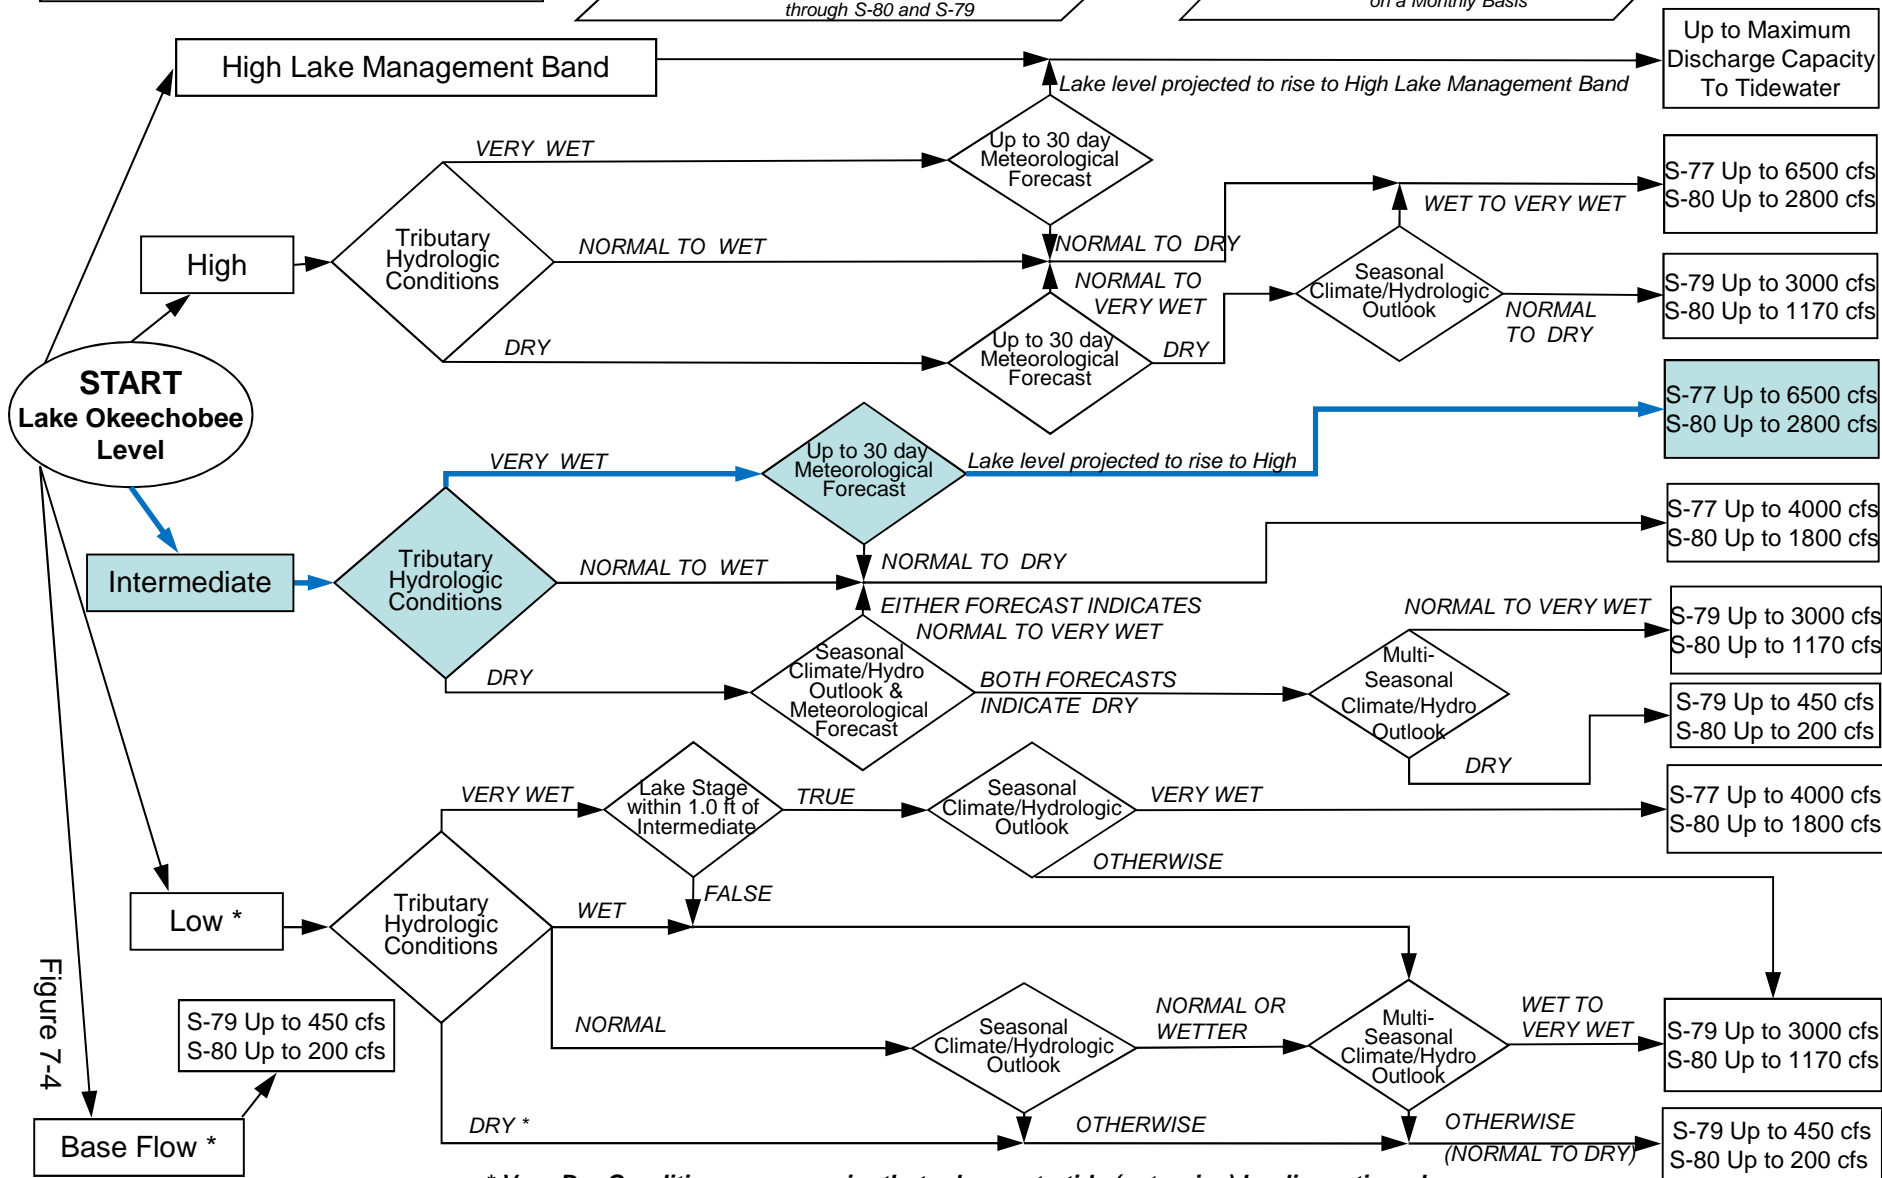 through S-80 and S-79
on a Monthly Basis
Up to Maximum
Discharge Capacity
To Tidewater
High Lake Management Band
Lake level projected to rise to High Lake Management Band
VERY WET
Up to 30 day
Meteorological
Forecast
S-77 Up to 6500 cfs
S-80 Up to 2800 cfs
WET TO VERY WET
Tributary
Hydrologic
Conditions
NORMAL TO WET
NORMAL TO DRY
High
NORMAL TO
VERY WET
Seasonal
Climate/Hydrologic
Outlook
NORMAL
TO DRY
S-79 Up to 3000 cfs
S-80 Up to 1170 cfs
DRY
Up to 30 day
Meteorological
Forecast
DRY
START
Lake Okeechobee
Level
S-77 Up to 6500 cfs
S-80 Up to 2800 cfs
VERY WET
Up to 30 day
Meteorological
Forecast
Lake level projected to rise to High
S-77 Up to 4000 cfs
S-80 Up to 1800 cfs
Intermediate
Tributary
Hydrologic
Conditions
NORMAL TO WET
NORMAL TO DRY
EITHER FORECAST INDICATES
NORMAL TO VERY WET
NORMAL TO VERY WET
S-79 Up to 3000 cfs
S-80 Up to 1170 cfs
DRY
Seasonal
Climate/Hydro
Outlook &
Meteorological
Forecast
BOTH FORECASTS
INDICATE DRY
Multi-
Seasonal
Climate/Hydro
Outlook
DRY
S-79 Up to 450 cfs
S-80 Up to 200 cfs
VERY WET
Lake Stage
within 1.0 ft of
Intermediate
TRUE
Seasonal
Climate/Hydrologic
Outlook
VERY WET
S-77 Up to 4000 cfs
S-80 Up to 1800 cfs
OTHERWISE
FALSE
Low *
Tributary
Hydrologic
Conditions
WET
NORMAL
Seasonal
Climate/Hydrologic
Outlook
NORMAL OR
WETTER
Multi-
Seasonal
Climate/Hydro
Outlook
WET TO
VERY WET
S-79 Up to 3000 cfs
S-80 Up to 1170 cfs
Figure 7-4
S-79 Up to 450 cfs
S-80 Up to 200 cfs
Base Flow *
DRY *
OTHERWISE
OTHERWISE
(NORMAL TO DRY)
S-79 Up to 450 cfs
S-80 Up to 200 cfs